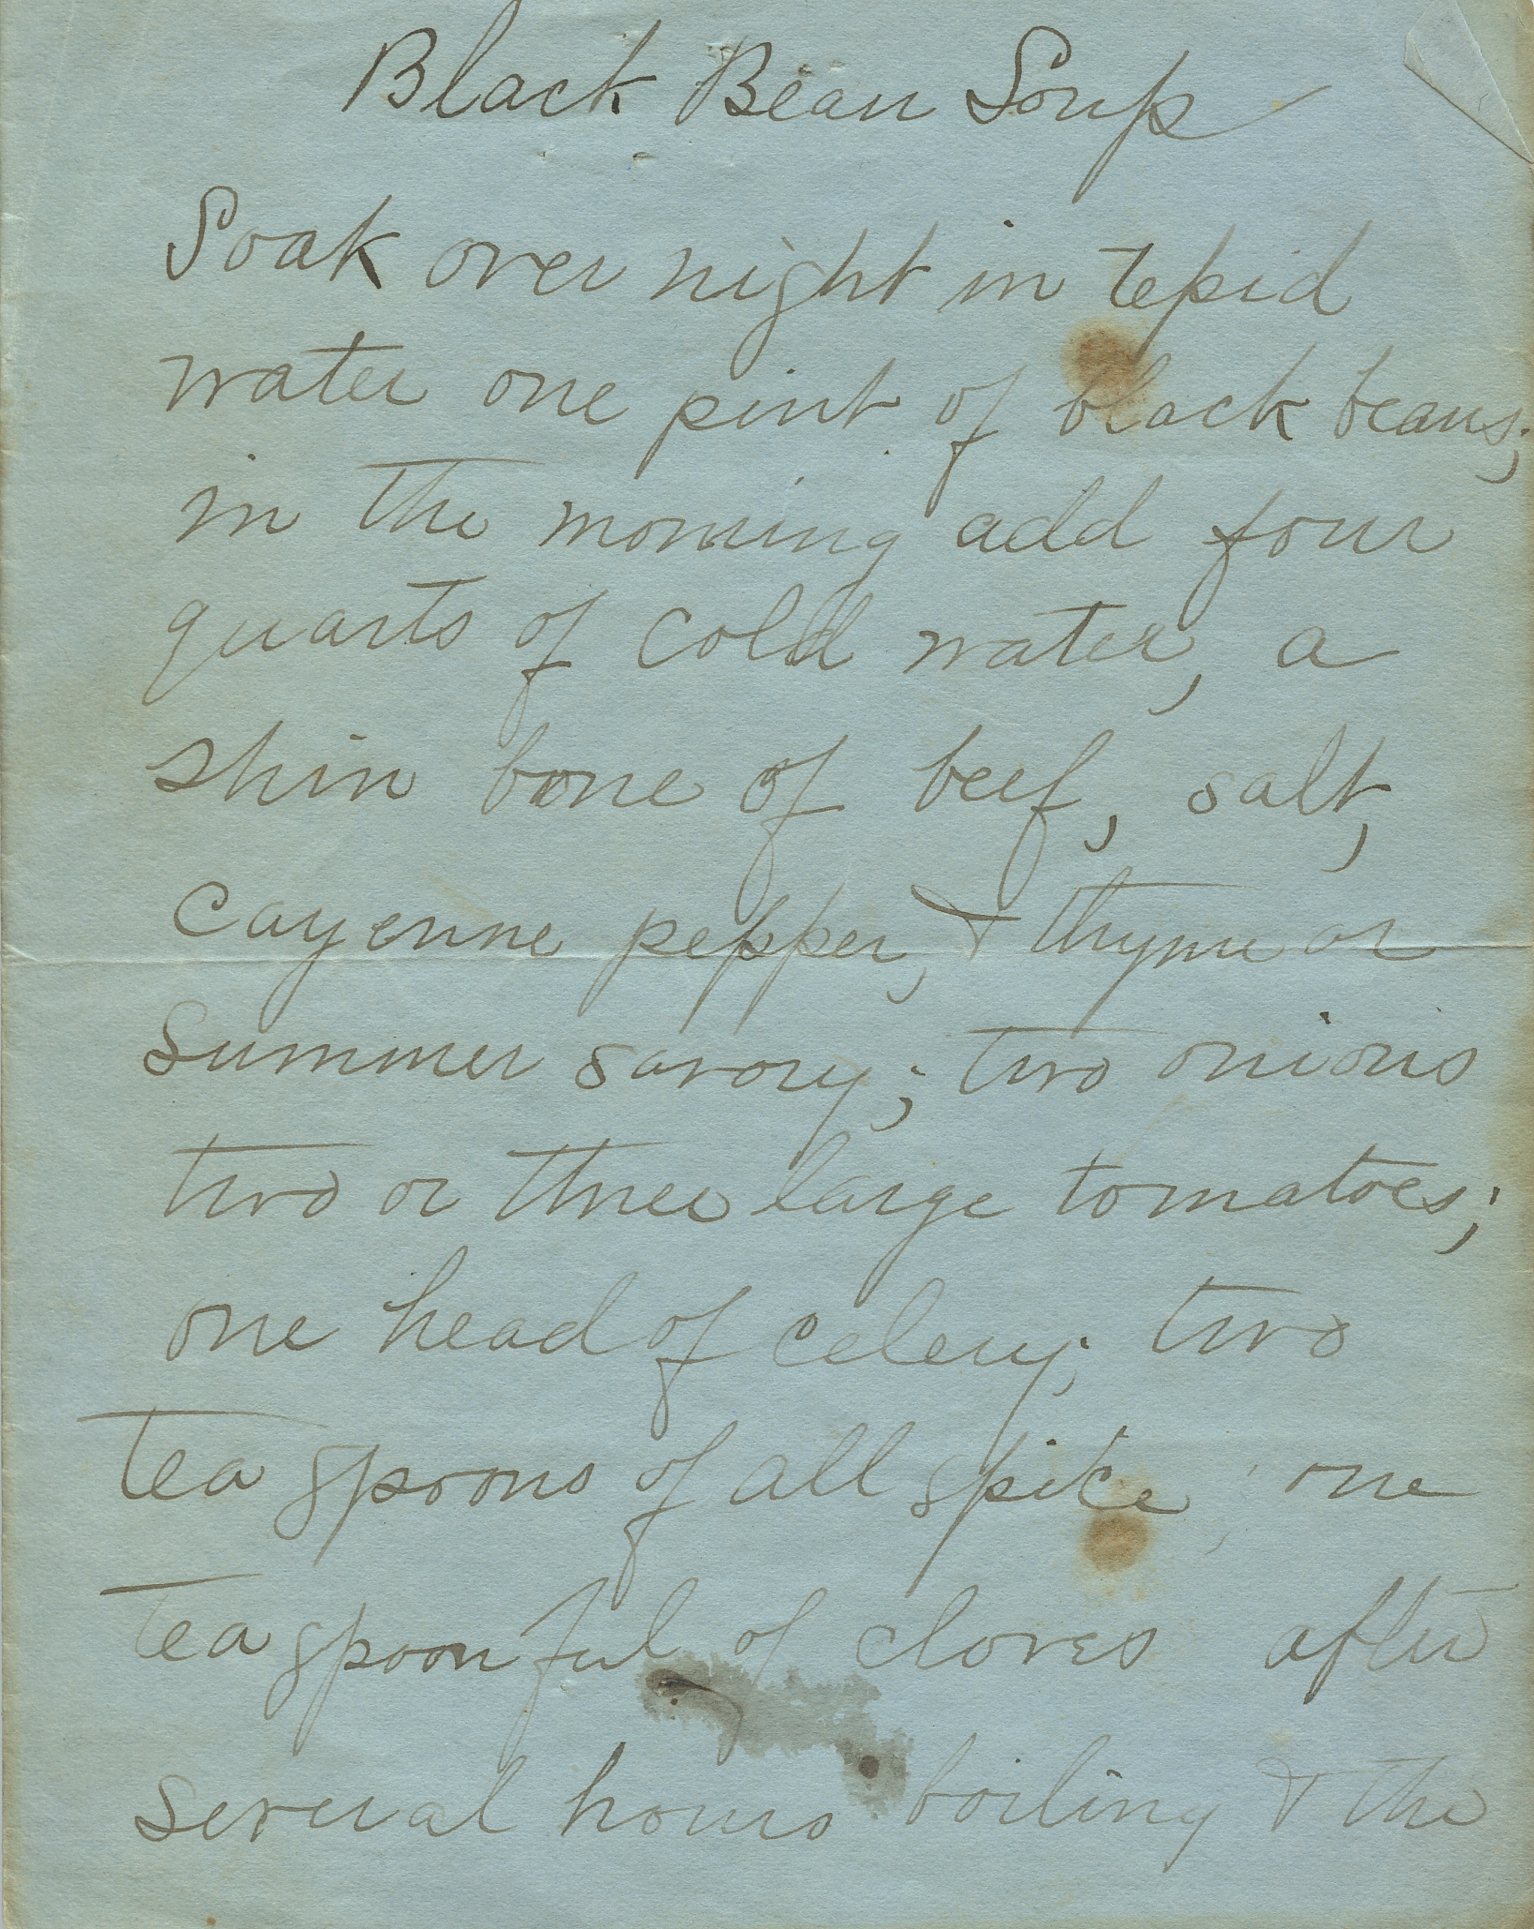 Black Bean Soup
Soak over night in tepid
water one pint of black beans;
in the morning add four
quarts of cold water, a
shin bone of beef, salt,
cayenne pepper, & thyme or
Summer savory; two onions
two or three large tomatoes;
one head of celery; two
tea spoons of all spice; one
tea spoon ful of cloves after
several hours boiling & the